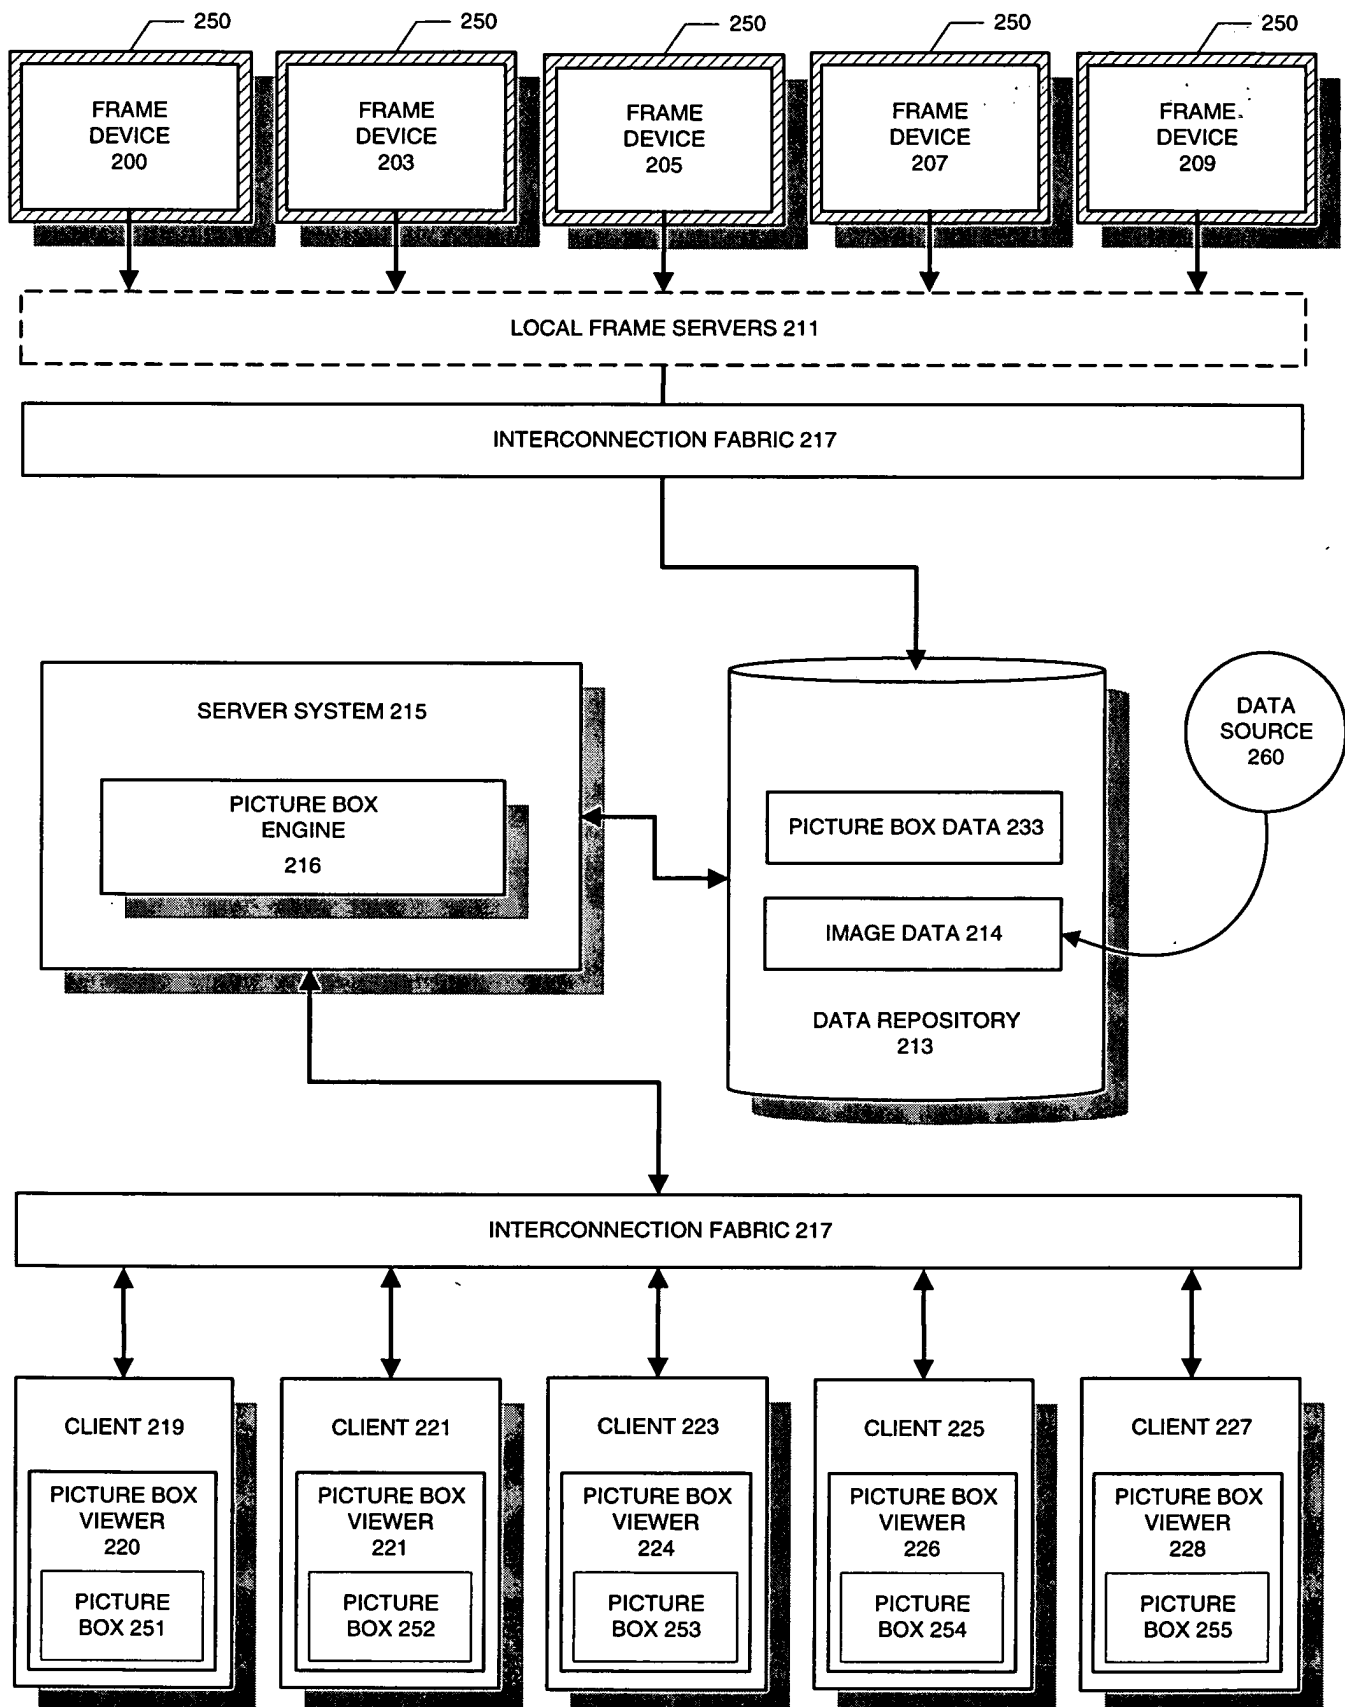 250 250 250 250 250
FRAME DEVICE 200
FRAME DEVICE 203
FRAME DEVICE 205
FRAME DEVICE 207
FRAME DEVICE 209
LOCAL FRAME SERVERS 211
INTERCONNECTION FABRIC 217
SERVER SYSTEM 215
PICTURE BOX
ENGINE
216
PICTURE BOX DATA 233
IMAGE DATA 214
DATA REPOSITORY
213
DATA
SOURCE
260
INTERCONNECTION FABRIC 217
CLIENT 219
PICTURE BOX
VIEWER
220
PICTURE
BOX 251
CLIENT 221
PICTURE BOX
VIEWER
221
PICTURE
BOX 252
CLIENT 223
PICTURE BOX
VIEWER
224
PICTURE
BOX 253
CLIENT 225
PICTURE BOX
VIEWER
226
PICTURE
BOX 254
CLIENT 227
PICTURE BOX
VIEWER
228
PICTURE
BOX 255